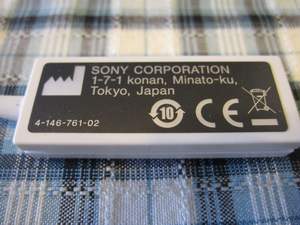 SONY CORPORATION
1-7-1 konan, Minato-ku,
Tokyo, Japan
10 CE
4-146-761-02